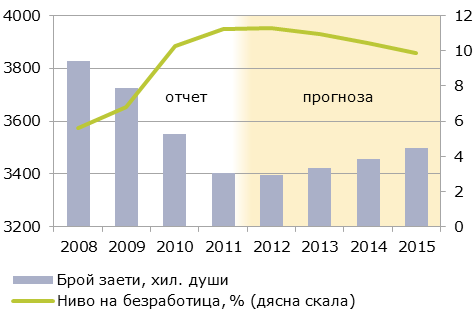 4000 12
3800 10
8
3600 отчет прогноза 6
4
3400 2
3200 0
2008 2009 2010 2011 2012 2013 2014 2015
Брой заети, хил. души
Ниво на безработица, % (дясна скала)